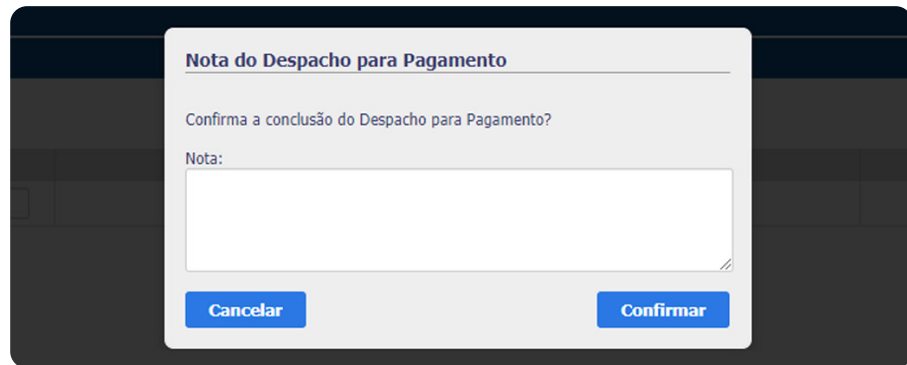 Nota do Despacho para Pagamento
Confirma a conclusão do Despacho para Pagamento?
Nota:
Cancelar
Confirmar